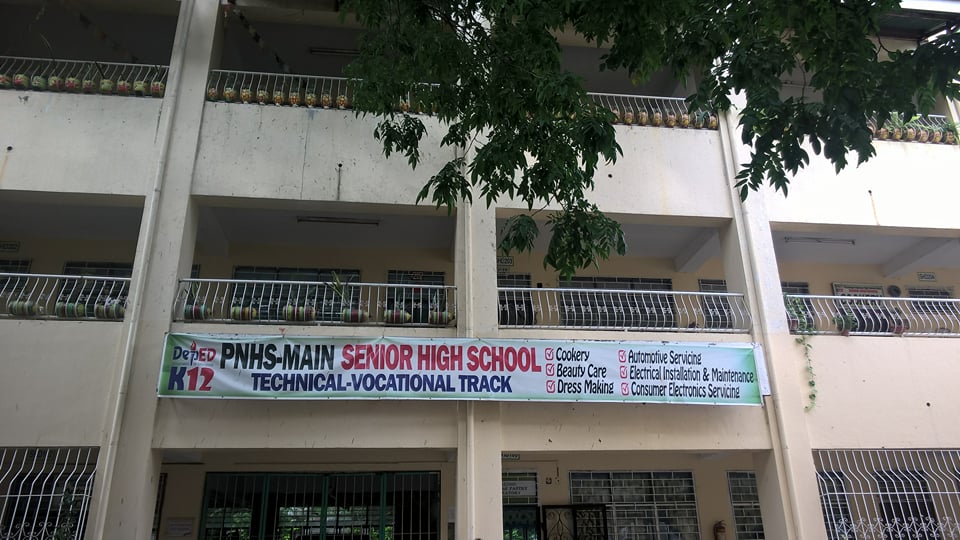 DepED
K12
PNHS-MAIN SENIOR HIGH SCHOOL
TECHNICAL-VOCATIONAL TRACK
Cookery
Beauty Care
Dress Making
Automotive Servicing
Electrical Installation & Maintenance
Consumer Electronics Servicing